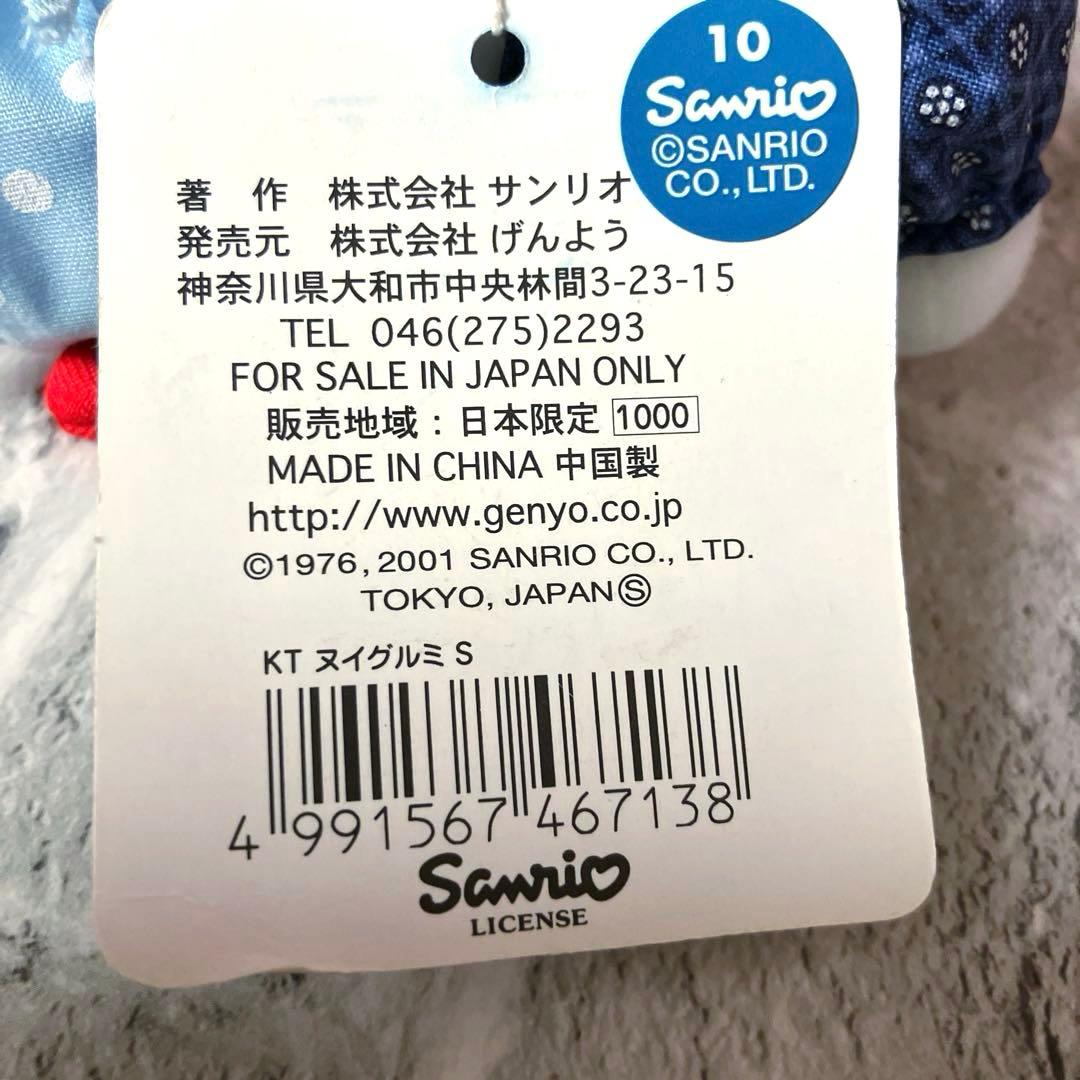 10
Sanrio
©SANRIO
CO., LTD.
著 作 株式会社 サンリオ
発売元 株式会社 げんよう
神奈川県大和市中央林間3-23-15
TEL 046(275)2293
FOR SALE IN JAPAN ONLY
販売地域：日本限定 1000
MADE IN CHINA 中国製
http://www.genyo.co.jp
©1976, 2001 SANRIO CO., LTD.
TOKYO, JAPAN Ⓢ
KT ヌイグルミ S
4 991567 467138
Sanrio
LICENSE